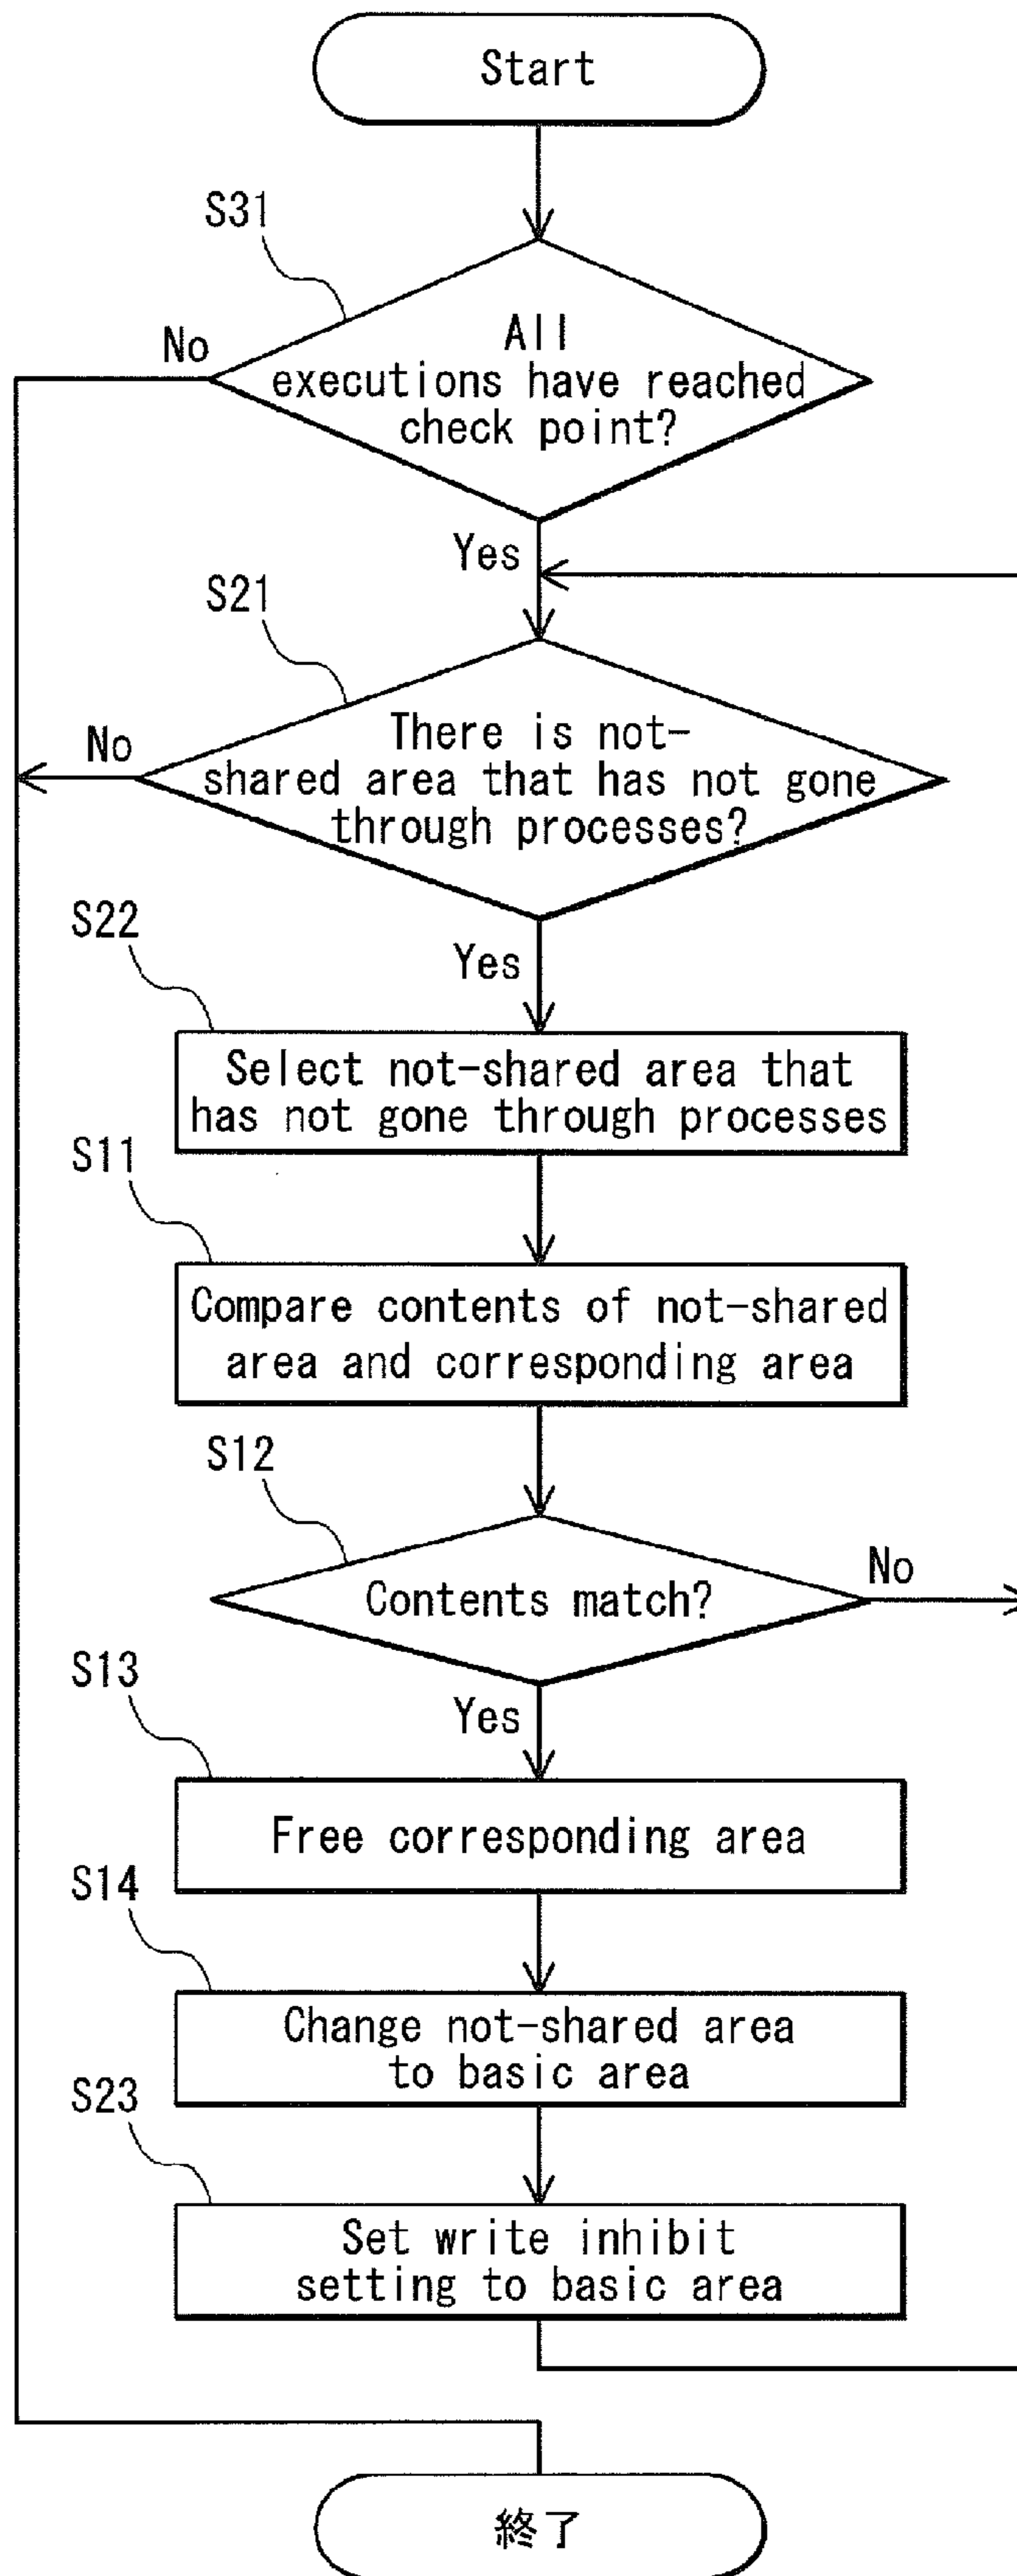 Start
S31
No
All
executions have reached
check point?
Yes
S21
No
There is not-
shared area that has not gone
through processes?
S22
Yes
Select not-shared area that
has not gone through processes
S11
Compare contents of not-shared
area and corresponding area
S12
Contents match?
No
S13
Yes
Free corresponding area
S14
Change not-shared area
to basic area
S23
Set write inhibit
setting to basic area
終了